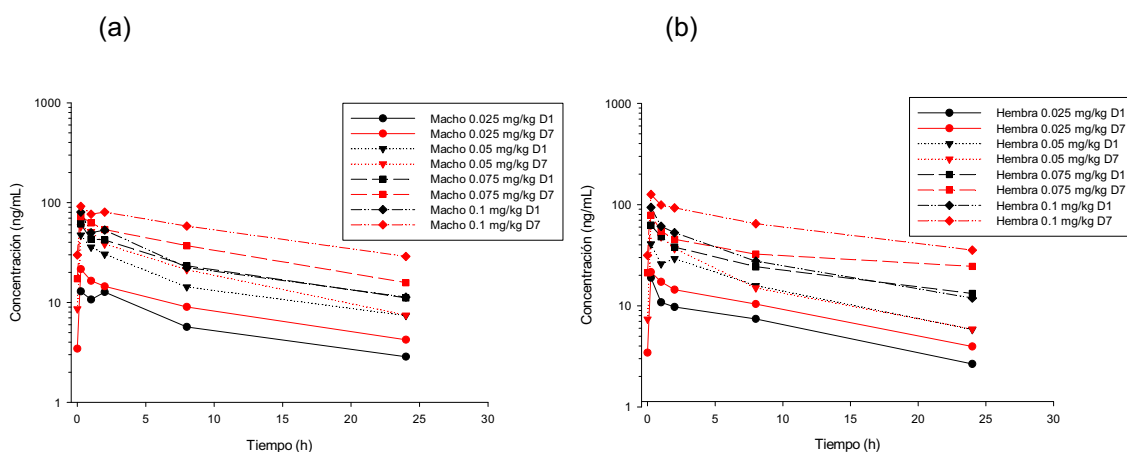 (a)
(b)
1000
100
10
1
Concentración (ng/mL)
0 5 10 15 20 25 30
Tiempo (h)
Macho 0.025 mg/kg D1
Macho 0.025 mg/kg D7
Macho 0.05 mg/kg D1
Macho 0.05 mg/kg D7
Macho 0.075 mg/kg D1
Macho 0.075 mg/kg D7
Macho 0.1 mg/kg D1
Macho 0.1 mg/kg D7
1000
100
10
1
Concentración (ng/mL)
0 5 10 15 20 25 30
Tiempo (h)
Hembra 0.025 mg/kg D1
Hembra 0.025 mg/kg D7
Hembra 0.05 mg/kg D1
Hembra 0.05 mg/kg D7
Hembra 0.075 mg/kg D1
Hembra 0.075 mg/kg D7
Hembra 0.1 mg/kg D1
Hembra 0.1 mg/kg D7